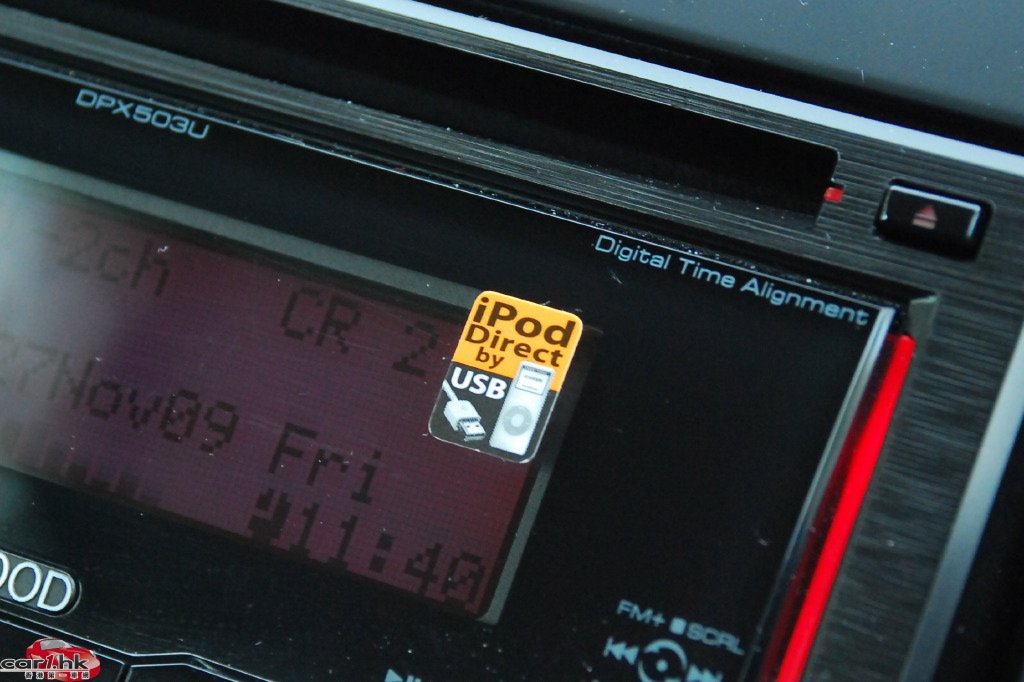 DPX503U
Digital Time Alignment
-2ch CR 2
iPod
Direct
by
USB
27Nov09 Fri
11:40
OOD
FM+ SCRL
car1.hk